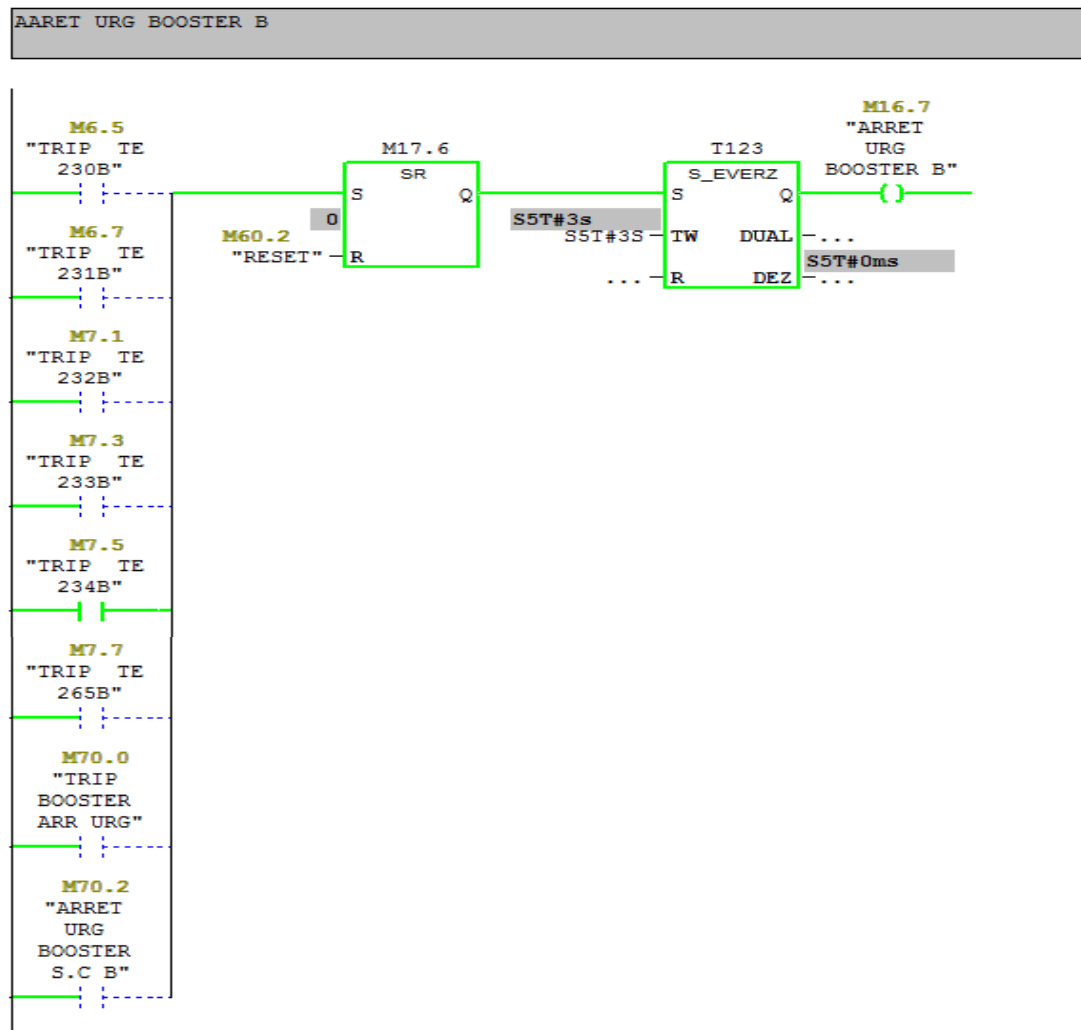 AARET URG BOOSTER B
M6.5
"TRIP TE
230B"
M6.7
"TRIP TE
231B"
M7.1
"TRIP TE
232B"
M7.3
"TRIP TE
233B"
M7.5
"TRIP TE
234B"
M7.7
"TRIP TE
265B"
M70.0
"TRIP
BOOSTER
ARR URG"
M70.2
"ARRET
URG
BOOSTER
S.C B"
M17.6
SR
S Q
0
M60.2
"RESET"
R
T123
S_EVERZ
S Q
S5T#3s
S5T#3S
TW DUAL ...
S5T#0ms
... R DEZ ...
M16.7
"ARRET
URG
BOOSTER B"